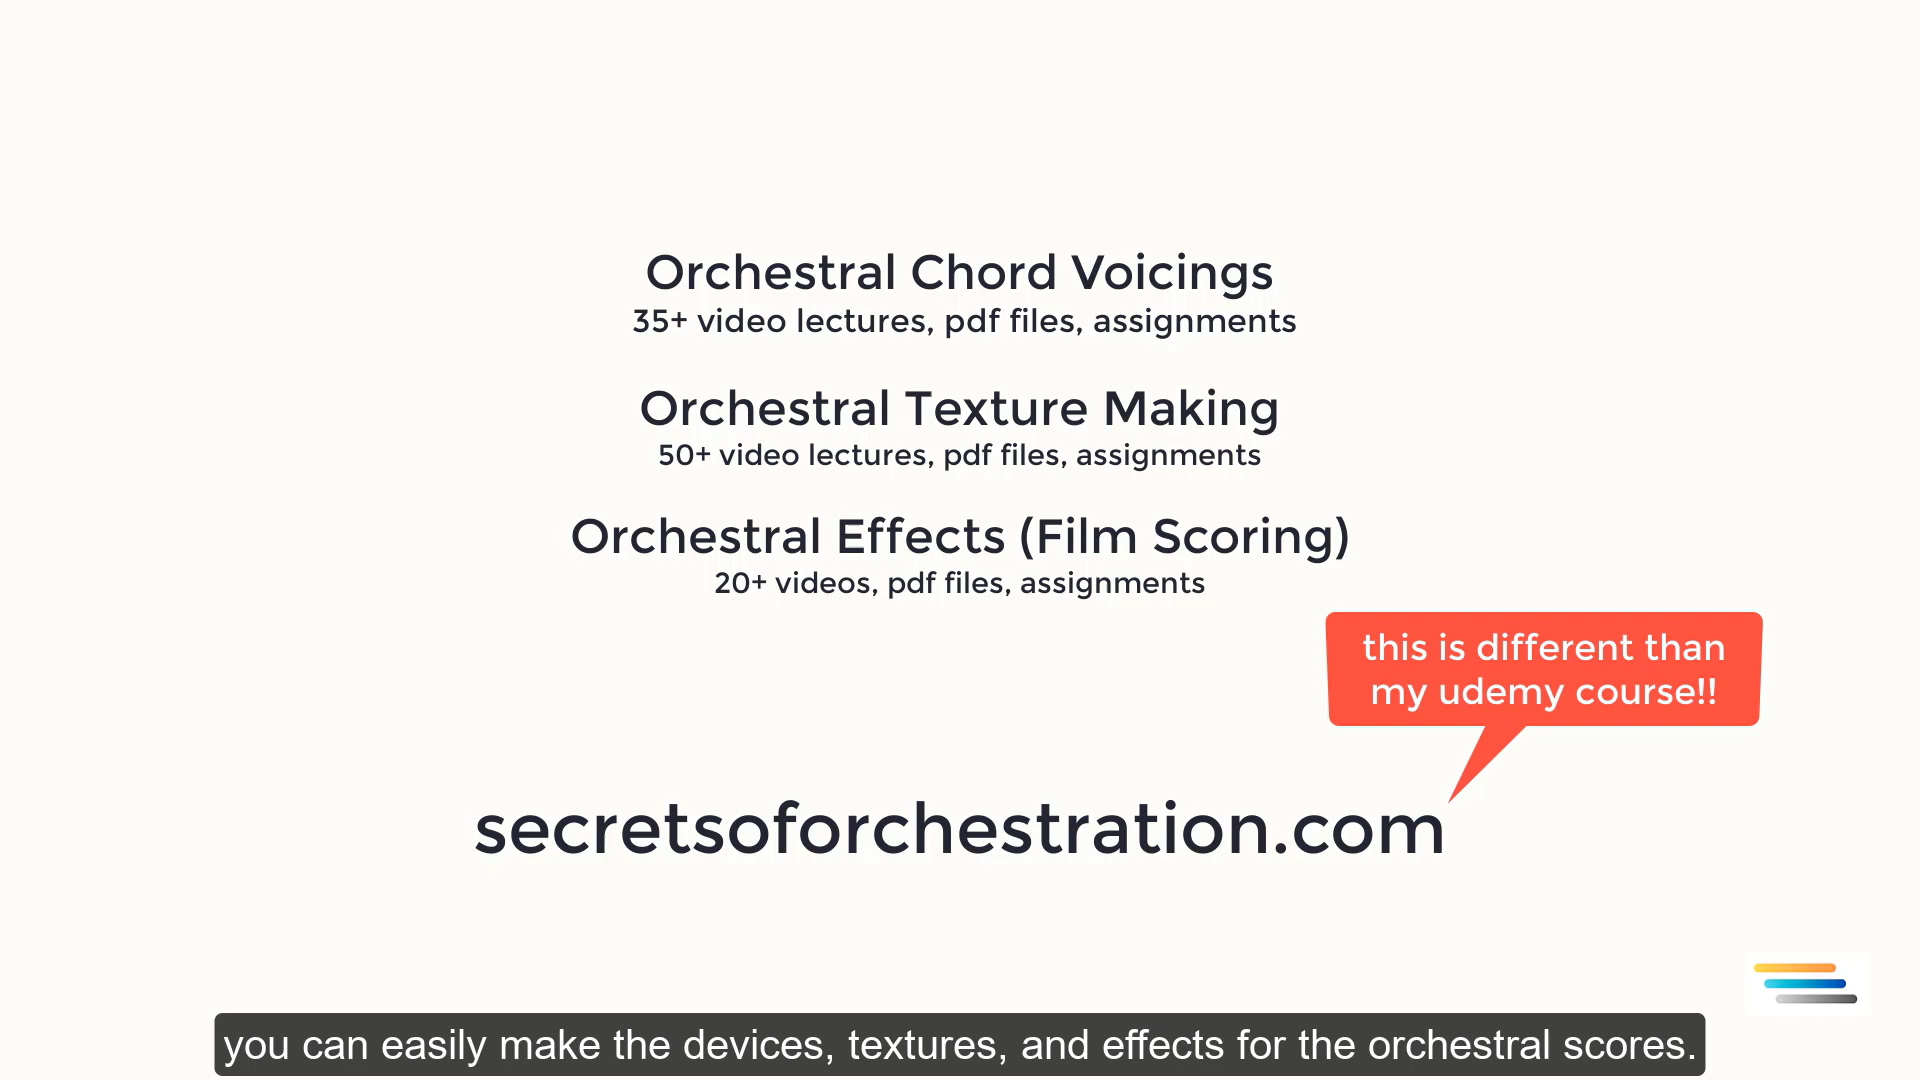 Orchestral Chord Voicings
35+ video lectures, pdf files, assignments
Orchestral Texture Making
50+ video lectures, pdf files, assignments
Orchestral Effects (Film Scoring)
20+ videos, pdf files, assignments
this is different than
my udemy course!!
secretsoforchestration.com
you can easily make the devices, textures, and effects for the orchestral scores.